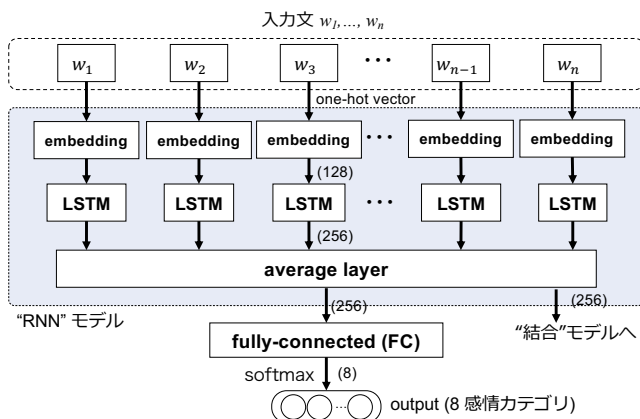 入力文 w1,..., wn
w1 w2 w3 ··· wn−1 wn
one-hot vector
embedding embedding embedding ··· embedding embedding
(128)
LSTM LSTM LSTM ··· LSTM LSTM
(256)
average layer
(256) (256)
“RNN” モデル
fully-connected (FC) “結合”モデルへ
softmax (8)
... output (8 感情カテゴリ)